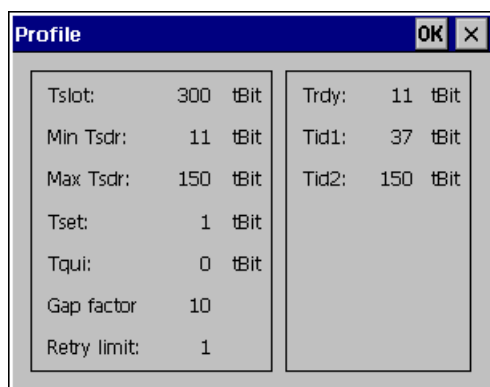 Profile OK ×
Tslot: 300 tBit
Min Tsdr: 11 tBit
Max Tsdr: 150 tBit
Tset: 1 tBit
Tqui: 0 tBit
Gap factor 10
Retry limit: 1
Trdy: 11 tBit
Tid1: 37 tBit
Tid2: 150 tBit